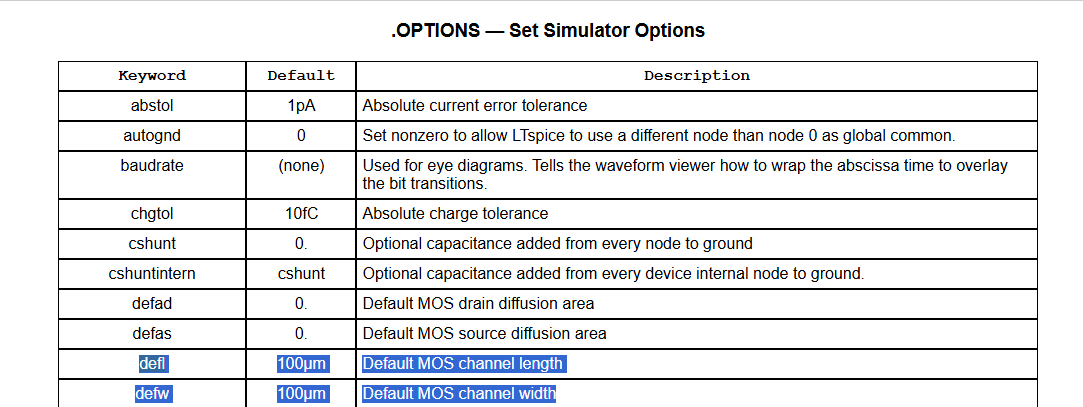 .OPTIONS — Set Simulator Options
Keyword Default Description
abstol 1pA Absolute current error tolerance
autognd 0 Set nonzero to allow LTspice to use a different node than node 0 as global common.
baudrate (none) Used for eye diagrams. Tells the waveform viewer how to wrap the abscissa time to overlay
the bit transitions.
chgtol 10fC Absolute charge tolerance
cshunt 0. Optional capacitance added from every node to ground
cshuntintern cshunt Optional capacitance added from every device internal node to ground.
defad 0. Default MOS drain diffusion area
defas 0. Default MOS source diffusion area
defl 100µm Default MOS channel length
defw 100µm Default MOS channel width